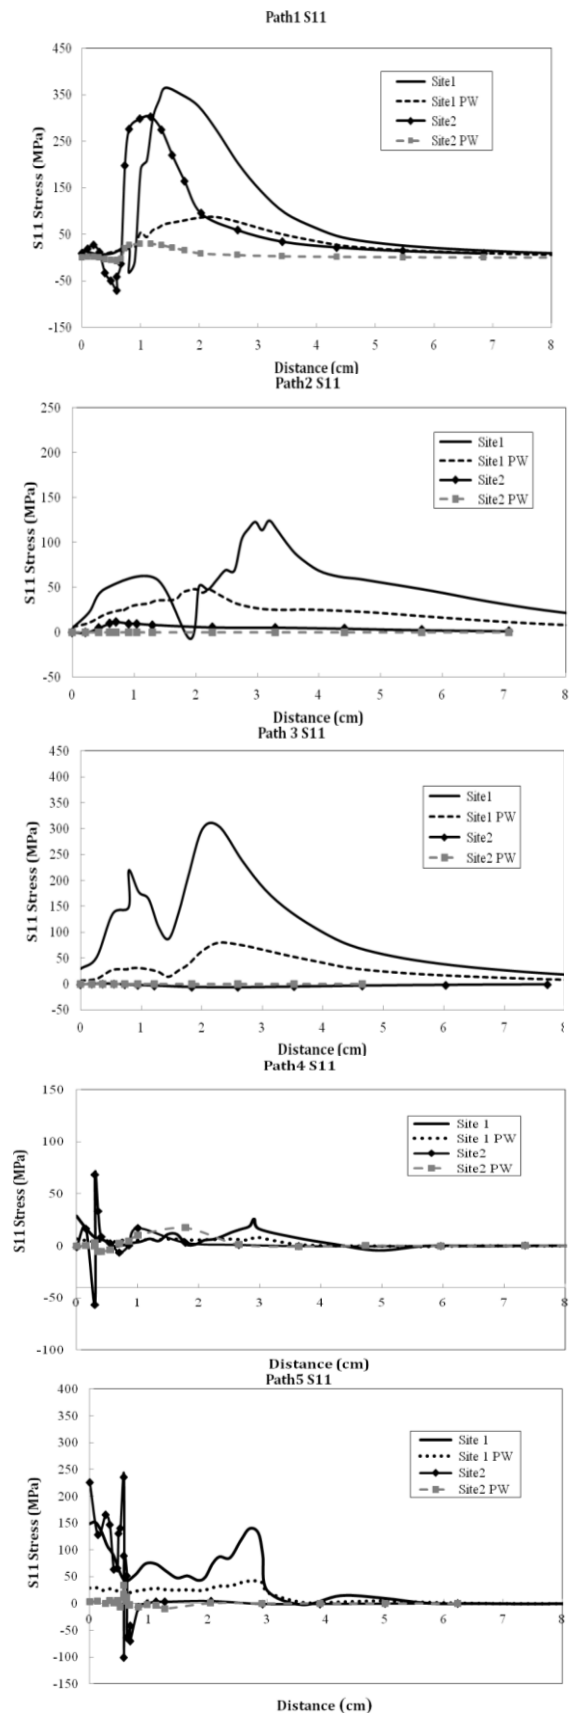 Path1 S11
450
350
250
150
50
-50
-150
S11 Stress (MPa)
Site1
Site1 PW
Site2
Site2 PW
0 1 2 3 4 5 6 7 8
Distance (cm)
Path2 S11
250
200
150
100
50
0
-50
S11 Stress (MPa)
Site1
Site1 PW
Site2
Site2 PW
0 1 2 3 4 5 6 7 8
Distance (cm)
Path 3 S11
450
400
350
300
250
200
150
100
50
0
-50
S11 Stress (MPa)
Site1
Site1 PW
Site2
Site2 PW
0 1 2 3 4 5 6 7 8
Distance (cm)
Path4 S11
150
100
50
0
-50
-100
S11 Stress (MPa)
Site 1
Site 1 PW
Site2
Site2 PW
0 1 2 3 4 5 6 7 8
Distance (cm)
Path5 S11
400
350
300
250
200
150
100
50
0
-50
-100
-150
S11 Stress (MPa)
Site 1
Site 1 PW
Site2
Site2 PW
0 1 2 3 4 5 6 7 8
Distance (cm)